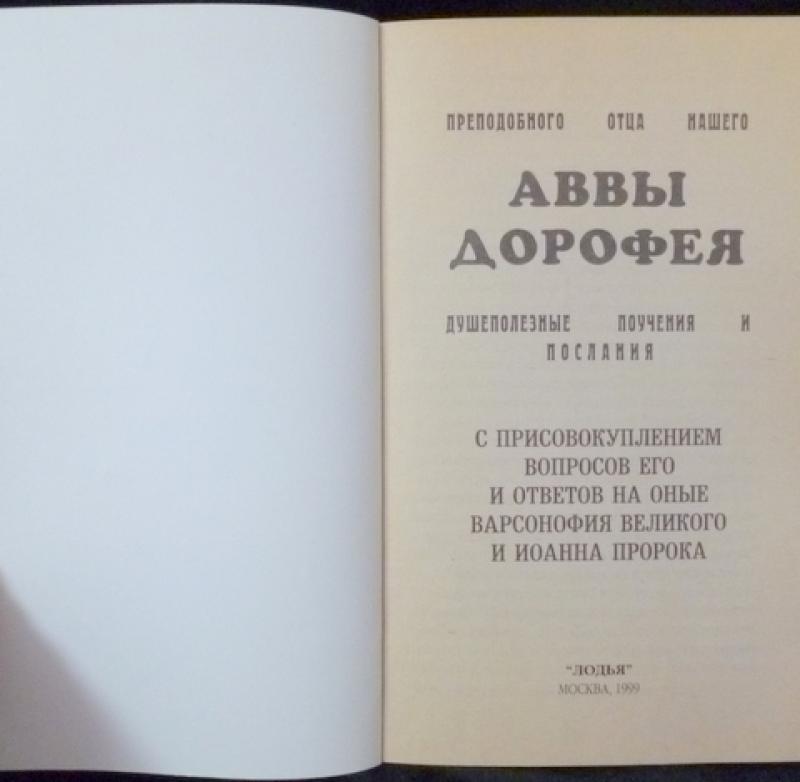 ПРЕПОДОБНОГО ОТЦА НАШЕГО
АВВЫ
ДОРОФЕЯ
ДУШЕПОЛЕЗНЫЕ ПОУЧЕНИЯ И
ПОСЛАНИЯ
С ПРИСОВОКУПЛЕНИЕМ
ВОПРОСОВ ЕГО
И ОТВЕТОВ НА ОНЫЕ
ВАРСОНОФИЯ ВЕЛИКОГО
И ИОАННА ПРОРОКА
"ЛОДЬЯ"
МОСКВА, 1999